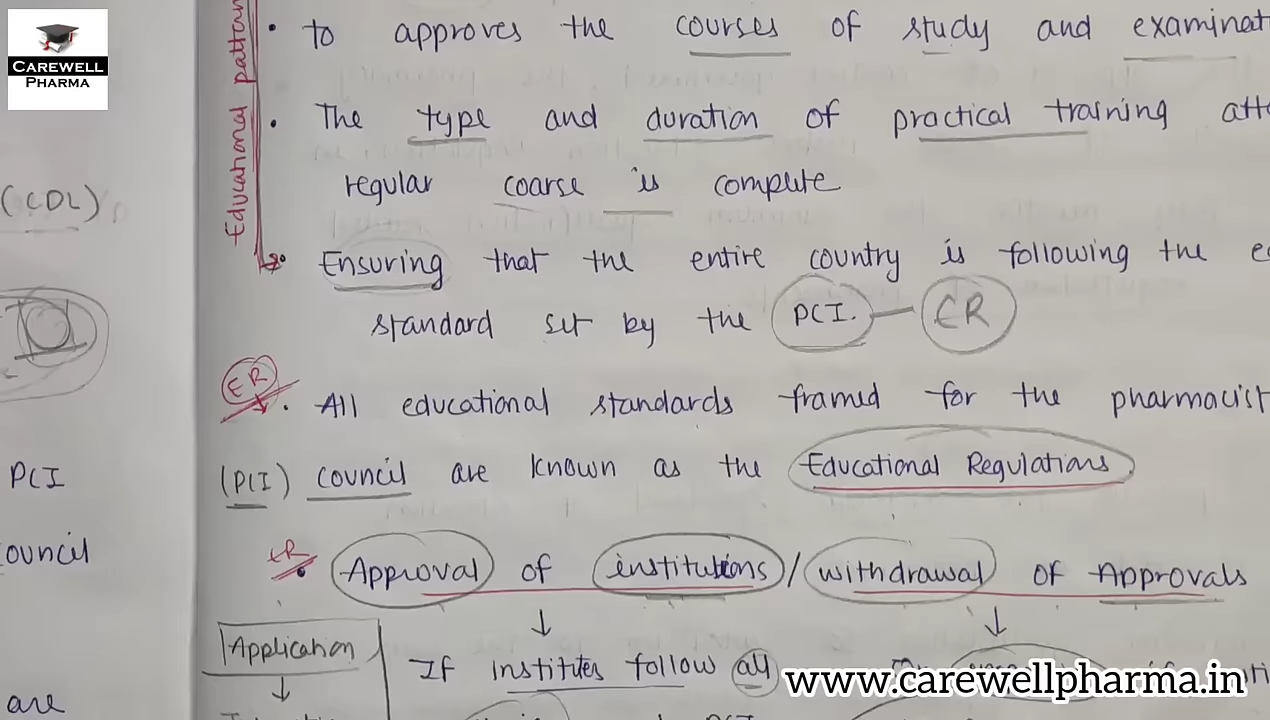 CAREWELL
PHARMA
Educational pattar
• to approves the courses of study and examinat
• The type and duration of practical training att
regular coarse is compute
(CDL)
• Ensuring that the entire country is following the e
standard set by the PCI. — ER
ER
• All educational standards framed for the pharmacist
PCI
(PCI) council are known as the Educational Regulations
ouncil
ER • Approval of institutions / withdrawal of Approvals
Application
If institutes follow all
www.carewellpharma.in
are